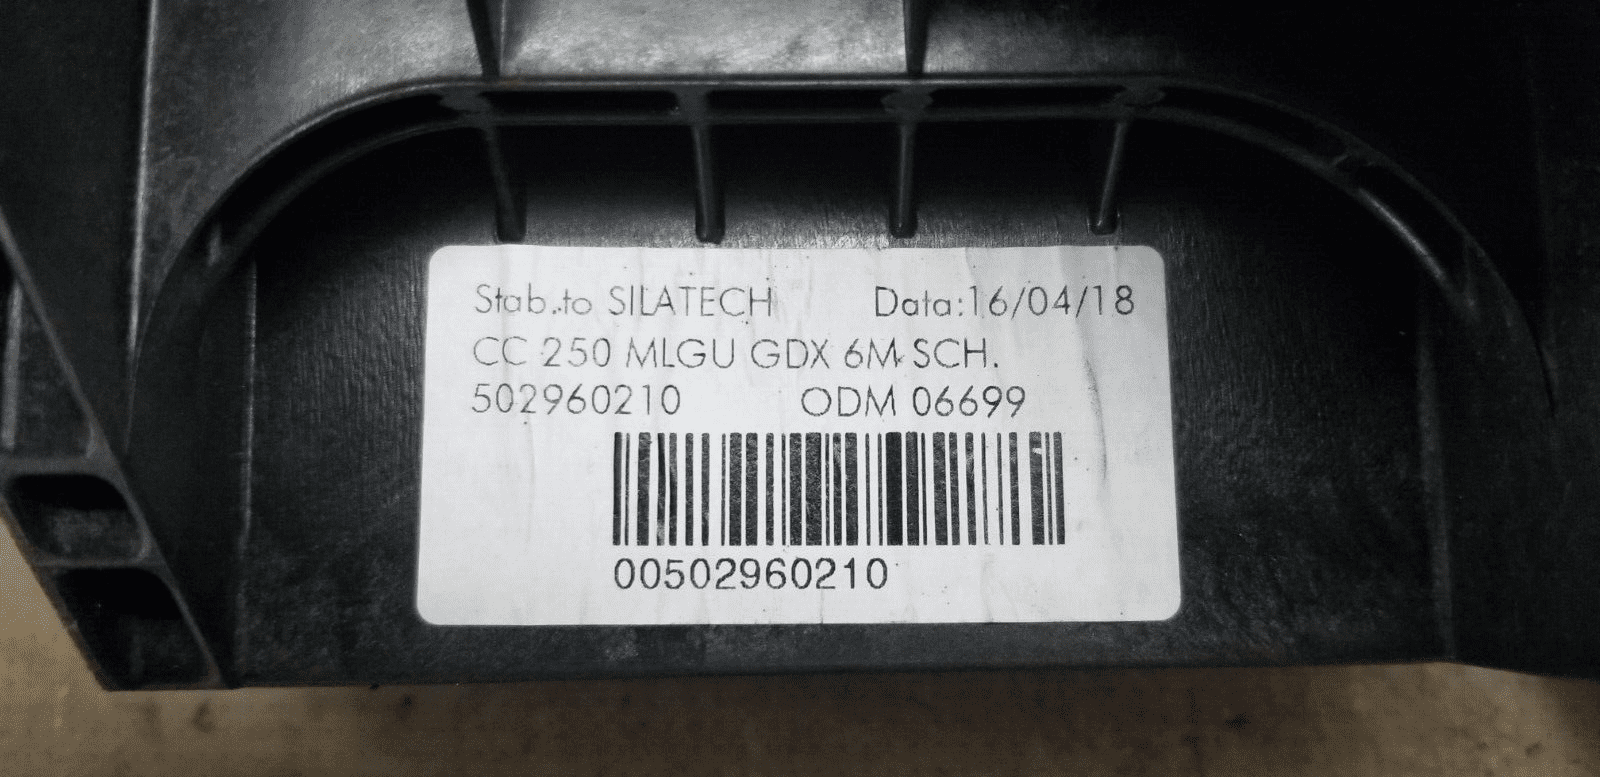 Stab.to SILATECH Data:16/04/18
CC 250 MLGU GDX 6M SCH.
502960210 ODM 06699
00502960210